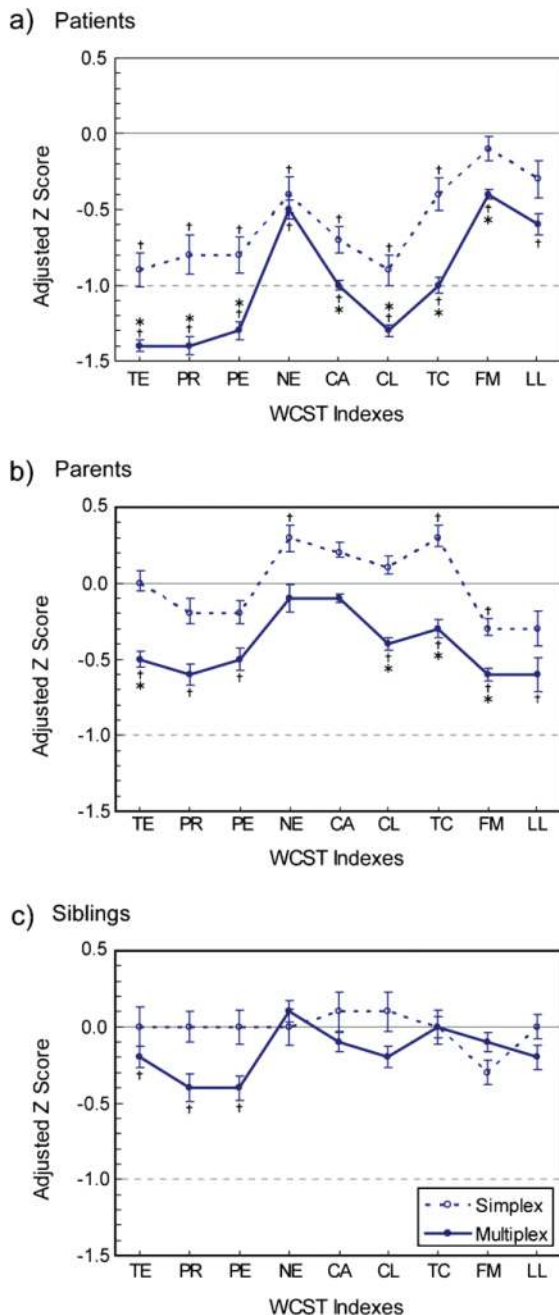 a) Patients
0.5
0.0
-0.5
-1.0
-1.5
Adjusted Z Score
† † † † † † †
* † * † * † † † * * † † * † * †
TE PR PE NE CA CL TC FM LL
WCST Indexes
b) Parents
0.5
0.0
-0.5
-1.0
-1.5
Adjusted Z Score
† † †
† * † † † * † * † * †
TE PR PE NE CA CL TC FM LL
WCST Indexes
c) Siblings
0.5
0.0
-0.5
-1.0
-1.5
Adjusted Z Score
† † †
Simplex
Multiplex
TE PR PE NE CA CL TC FM LL
WCST Indexes